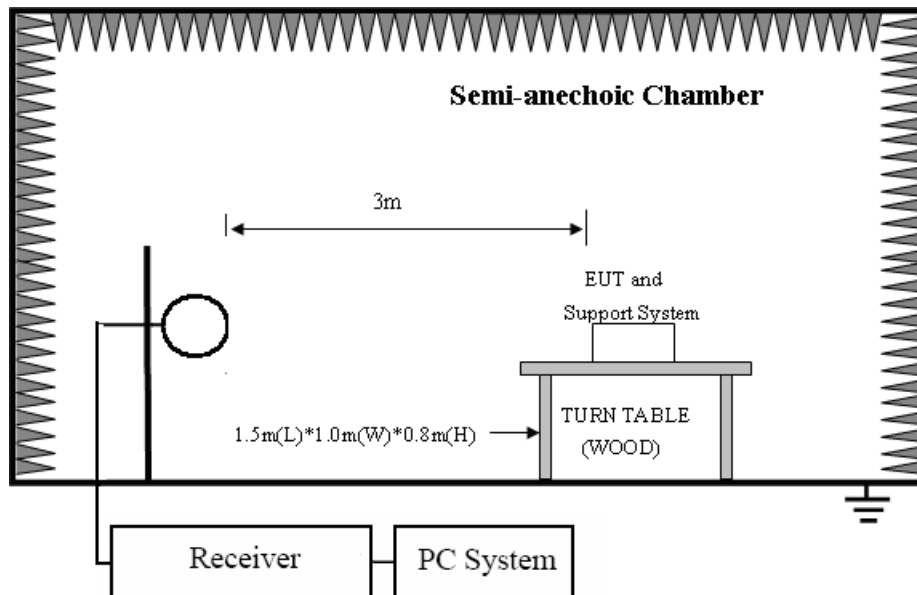 Semi-anechoic Chamber
3m
EUT and
Support System
1.5m(L)*1.0m(W)*0.8m(H)
TURN TABLE
(WOOD)
Receiver
PC System